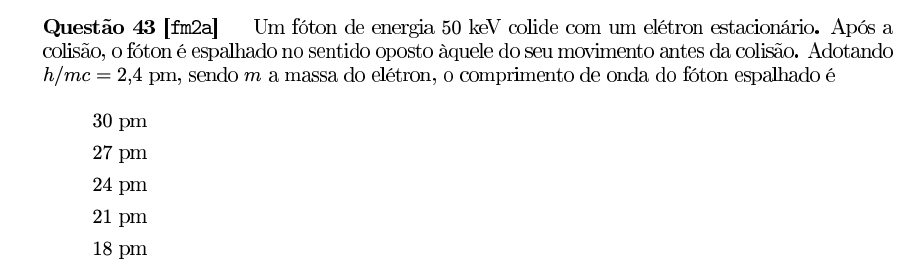 Questão 43 [fm2a] Um fóton de energia 50 keV colide com um elétron estacionário. Após a
colisão, o fóton é espalhado no sentido oposto àquele do seu movimento antes da colisão. Adotando
h/mc = 2,4 pm, sendo m a massa do elétron, o comprimento de onda do fóton espalhado é
30 pm
27 pm
24 pm
21 pm
18 pm